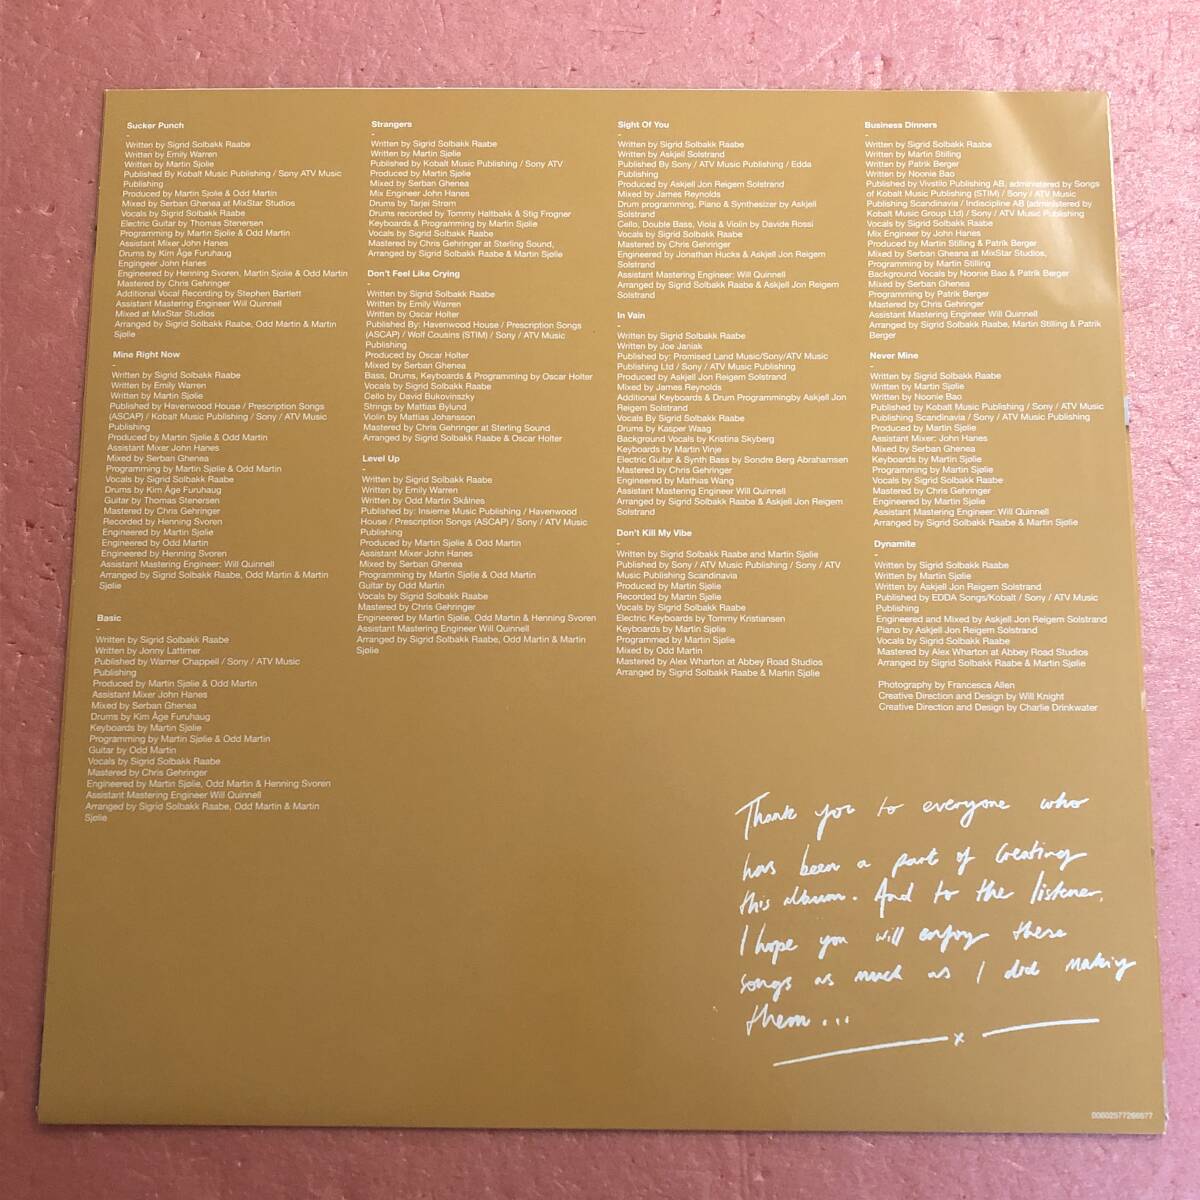 Sucker Punch
-
Written by Sigrid Solbakk Raabe
Written by Emily Warren
Written by Martin Sjolie
Published By Kobalt Music Publishing / Sony ATV Music
Publishing
Produced by Martin Sjølie & Odd Martin
Mixed by Serban Ghenea at MixStar Studios
Vocals by Sigrid Solbakk Raabe
Electric Guitar by Thomas Stenersen
Programming by Martin Sjolie & Odd Martin
Assistant Mixer John Hanes
Drums by Kim Åge Furuhaug
Engingeer John Hanes
Engineered by Henning Svoren, Martin Sjolie & Odd Martin
Mastered by Chris Gehringer
Additional Vocal Recording by Stephen Bartlett
Assistant Mastering Engineer Will Quinnell
Mixed at MixStar Studios
Arranged by Sigrid Solbakk Raabe, Odd Martin & Martin
Sjølie
Mine Right Now
-
Written by Sigrid Solbakk Raabe
Written by Emily Warren
Written by Martin Sjølie
Published by Havenwood House / Prescription Songs
(ASCAP) / Kobalt Music Publishing / Sony / ATV Music
Publishing
Produced by Martin Sjølie & Odd Martin
Assistant Mixer John Hanes
Mixed by Serban Ghenea
Programming by Martin Sjølie & Odd Martin
Vocals by Sigrid Solbakk Raabe
Drums by Kim Åge Furuhaug
Guitar by Thomas Stenersen
Mastered by Chris Gehringer
Recorded by Henning Svoren
Engineered by Martin Sjølie
Engineered by Odd Martin
Engineered by Henning Svoren
Assistant Mastering Engineer: Will Quinnell
Arranged by Sigrid Solbakk Raabe, Odd Martin & Martin
Sjølie
Basic
-
Written by Sigrid Solbakk Raabe
Written by Jonny Lattimer
Published by Warner Chappell / Sony / ATV Music
Publishing
Produced by Martin Sjølie & Odd Martin
Assistant Mixer John Hanes
Mixed by Serban Ghenea
Drums by Kim Åge Furuhaug
Keyboards by Martin Sjølie
Programming by Martin Sjølie & Odd Martin
Guitar by Odd Martin
Vocals by Sigrid Solbakk Raabe
Mastered by Chris Gehringer
Engineered by Martin Sjølie, Odd Martin & Henning Svoren
Assistant Mastering Engineer Will Quinnell
Arranged by Sigrid Solbakk Raabe, Odd Martin & Martin
Sjølie
Strangers
-
Written by Sigrid Solbakk Raabe
Written by Martin Sjølie
Published by Kobalt Music Publishing / Sony ATV
Produced by Martin Sjølie
Mixed by Serban Ghenea
Mix Engineer John Hanes
Drums by Tarjei Strøm
Drums recorded by Tommy Haltbakk & Stig Frogner
Keyboards & Programming by Martin Sjølie
Vocals by Sigrid Solbakk Raabe
Mastered by Chris Gehringer at Sterling Sound,
Arranged by Sigrid Solbakk Raabe & Martin Sjølie
Don't Feel Like Crying
-
Written by Sigrid Solbakk Raabe
Written by Emily Warren
Written by Oscar Holter
Published By: Havenwood House / Prescription Songs
(ASCAP) / Wolf Cousins (STIM) / Sony / ATV Music
Publishing
Produced by Oscar Holter
Mixed by Serban Ghenea
Bass, Drums, Keyboards & Programming by Oscar Holter
Vocals by Sigrid Solbakk Raabe
Cello by David Bukovinszky
Strings by Mattias Bylund
Violin by Mattias Johansson
Mastered by Chris Gehringer at Sterling Sound
Arranged by Sigrid Solbakk Raabe & Oscar Holter
Level Up
-
Written by Sigrid Solbakk Raabe
Written by Emily Warren
Written by Odd Martin Skålnes
Published by: Insieme Music Publishing / Havenwood
House / Prescription Songs (ASCAP) / Sony / ATV Music
Publishing
Produced by Martin Sjølie & Odd Martin
Assistant Mixer John Hanes
Mixed by Serban Ghenea
Programming by Martin Sjølie & Odd Martin
Guitar by Odd Martin
Vocals by Sigrid Solbakk Raabe
Mastered by Chris Gehringer
Engineered by Martin Sjølie, Odd Martin & Henning Svoren
Assistant Mastering Engineer Will Quinnell
Arranged by Sigrid Solbakk Raabe, Odd Martin & Martin
Sjølie
Sight Of You
-
Written by Sigrid Solbakk Raabe
Written by Askjell Solstrand
Published By Sony / ATV Music Publishing / Edda
Publishing
Produced by Askjell Jon Reigem Solstrand
Mixed by James Reynolds
Drum programming, Piano & Synthesizer by Askjell
Solstrand
Cello, Double Bass, Viola & Violin by Davide Rossi
Vocals by Sigrid Solbakk Raabe
Mastered by Chris Gehringer
Engineered by Jonathan Hucks & Askjell Jon Reigem
Solstrand
Assistant Mastering Engineer: Will Quinnell
Arranged by Sigrid Solbakk Raabe & Askjell Jon Reigem
Solstrand
In Vain
-
Written by Sigrid Solbakk Raabe
Written by Joe Janiak
Published by: Promised Land Music/Sony/ATV Music
Publishing Ltd / Sony / ATV Music Publishing
Produced by Askjell Jon Reigem Solstrand
Mixed by James Reynolds
Additional Keyboards & Drum Programmingby Askjell Jon
Reigem Solstrand
Vocals By Sigrid Solbakk Raabe
Drums by Kasper Waag
Background Vocals by Kristina Skyberg
Keyboards by Martin Vinje
Electric Guitar & Synth Bass by Sondre Berg Abrahamsen
Mastered by Chris Gehringer
Engineered by Mathias Wang
Assistant Mastering Engineer Will Quinnell
Arranged by Sigrid Solbakk Raabe & Askjell Jon Reigem
Solstrand
Don't Kill My Vibe
-
Written by Sigrid Solbakk Raabe and Martin Sjølie
Published by Sony / ATV Music Publishing / Sony / ATV
Music Publishing Scandinavia
Produced by Martin Sjølie
Recorded by Martin Sjølie
Vocals by Sigrid Solbakk Raabe
Electric Keyboards by Tommy Kristiansen
Keyboards by Martin Sjølie
Programmed by Martin Sjølie
Mixed by Odd Martin
Mastered by Alex Wharton at Abbey Road Studios
Arranged by Sigrid Solbakk Raabe & Martin Sjølie
Business Dinners
-
Written by Sigrid Solbakk Raabe
Written by Martin Stilling
Written by Patrik Berger
Written by Noonie Bao
Published by Vivstilo Publishing AB, administered by Songs
of Kobalt Music Publishing (STIM) / Sony / ATV Music
Publishing Scandinavia / Indiscipline AB (administered by
Kobalt Music Group Ltd) / Sony / ATV Music Publishing
Vocals by Sigrid Solbakk Raabe
Mix Engineer by John Hanes
Produced by Martin Stilling & Patrik Berger
Mixed by Serban Gheana at MixStar Studios,
Programming by Martin Stilling
Background Vocals by Noonie Bao & Patrik Berger
Mixed by Serban Ghenea
Programming by Patrik Berger
Mastered by Chris Gehringer
Assistant Mastering Engineer Will Quinnell
Arranged by Sigrid Solbakk Raabe, Martin Stilling & Patrik
Berger
Never Mine
-
Written by Sigrid Solbakk Raabe
Written by Martin Sjølie
Written by Noonie Bao
Published by Kobalt Music Publishing / Sony / ATV Music
Publishing Scandinavia / Sony / ATV Music Publishing
Produced by Martin Sjølie
Assistant Mixer: John Hanes
Mixed by Serban Ghenea
Keyboards by Martin Sjølie
Programming by Martin Sjølie
Vocals by Sigrid Solbakk Raabe
Mastered by Chris Gehringer
Engineered by Martin Sjølie
Assistant Mastering Engineer: Will Quinnell
Arranged by Sigrid Solbakk Raabe & Martin Sjølie
Dynamite
-
Written by Sigrid Solbakk Raabe
Written by Martin Sjølie
Written by Askjell Jon Reigem Solstrand
Published by EDDA Songs/Kobalt / Sony / ATV Music
Publishing
Engineered and Mixed by Askjell Jon Reigem Solstrand
Piano by Askjell Jon Reigem Solstrand
Vocals by Sigrid Solbakk Raabe
Mastered by Alex Wharton at Abbey Road Studios
Arranged by Sigrid Solbakk Raabe & Martin Sjølie
Photography by Francesca Allen
Creative Direction and Design by Will Knight
Creative Direction and Design by Charlie Drinkwater
Thank you to everyone who
has been a part of creating
this album. And to the listener,
I hope you will enjoy these
songs as much as I did making
them...
x